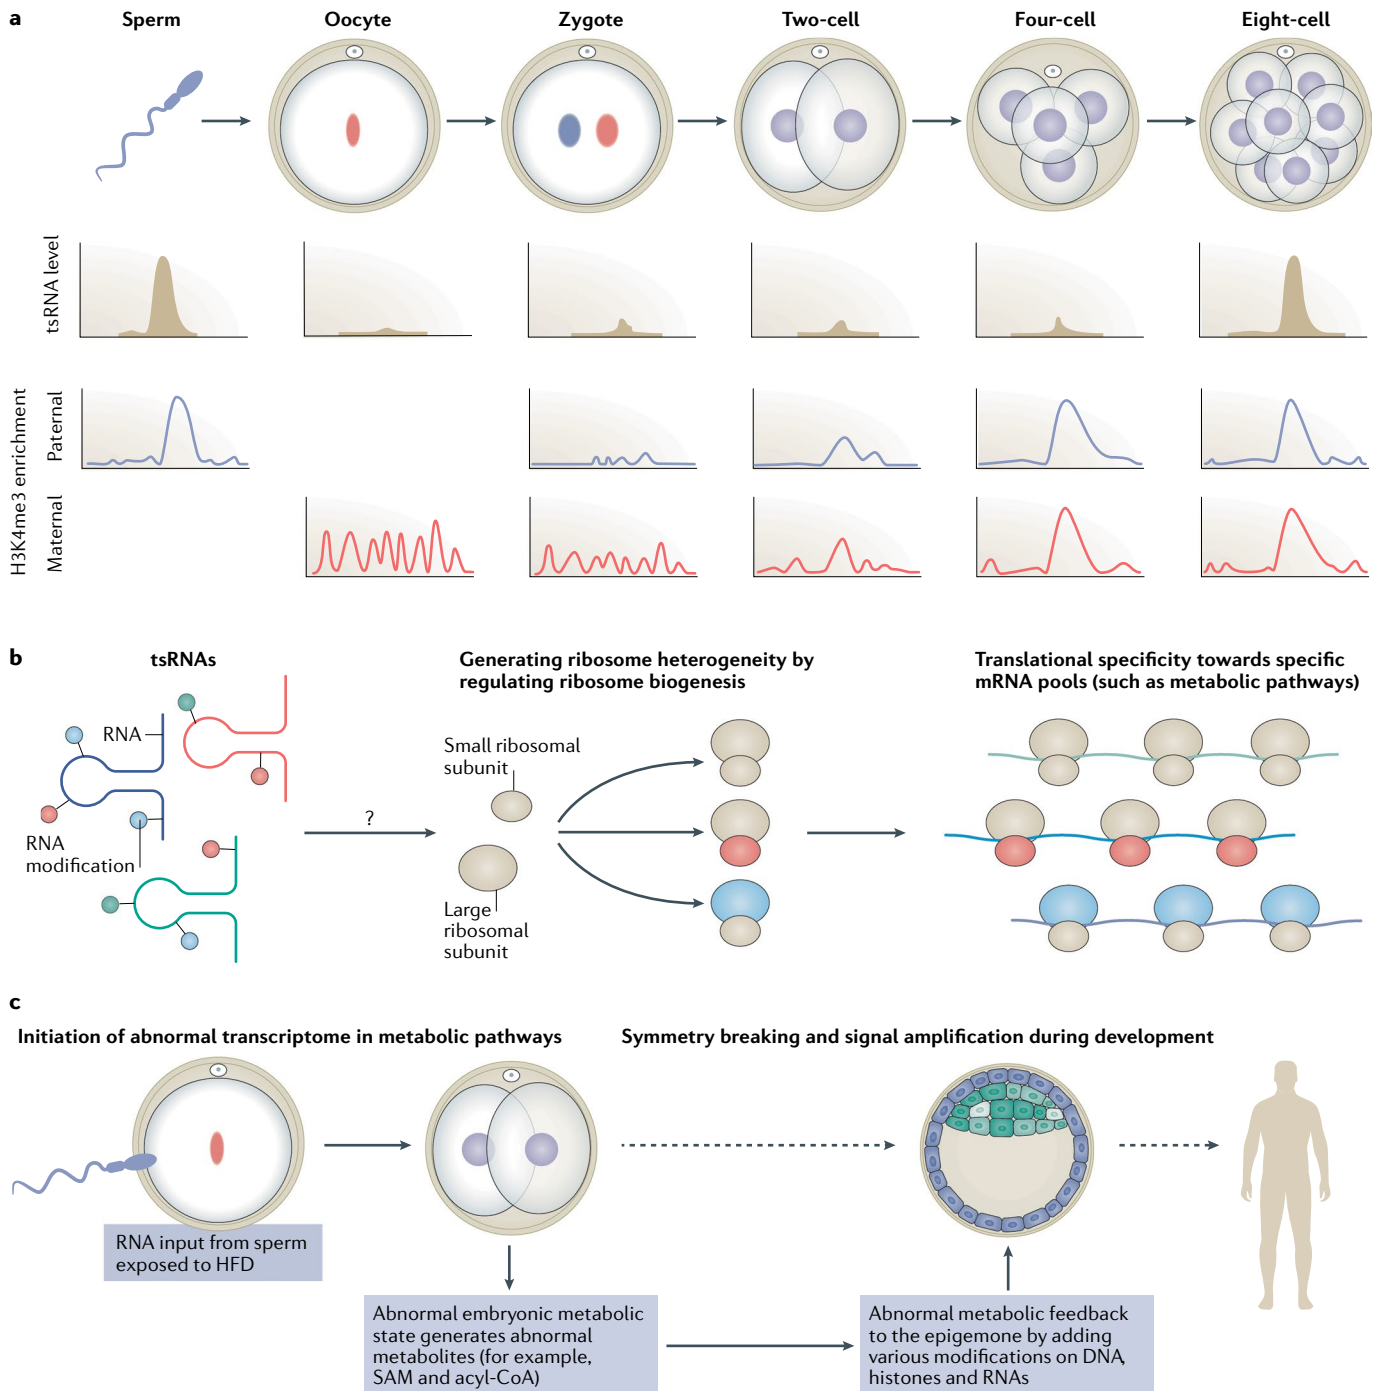 a
Sperm
Oocyte
Zygote
Two-cell
Four-cell
Eight-cell
tsRNA level
H3K4me3 enrichment
Paternal
Maternal
b
tsRNAs
Generating ribosome heterogeneity by
regulating ribosome biogenesis
Translational specificity towards specific
mRNA pools (such as metabolic pathways)
RNA
RNA
modification
?
Small ribosomal
subunit
Large
ribosomal
subunit
c
Initiation of abnormal transcriptome in metabolic pathways
Symmetry breaking and signal amplification during development
RNA input from sperm
exposed to HFD
Abnormal embryonic metabolic
state generates abnormal
metabolites (for example,
SAM and acyl-CoA)
Abnormal metabolic feedback
to the epigemone by adding
various modifications on DNA,
histones and RNAs